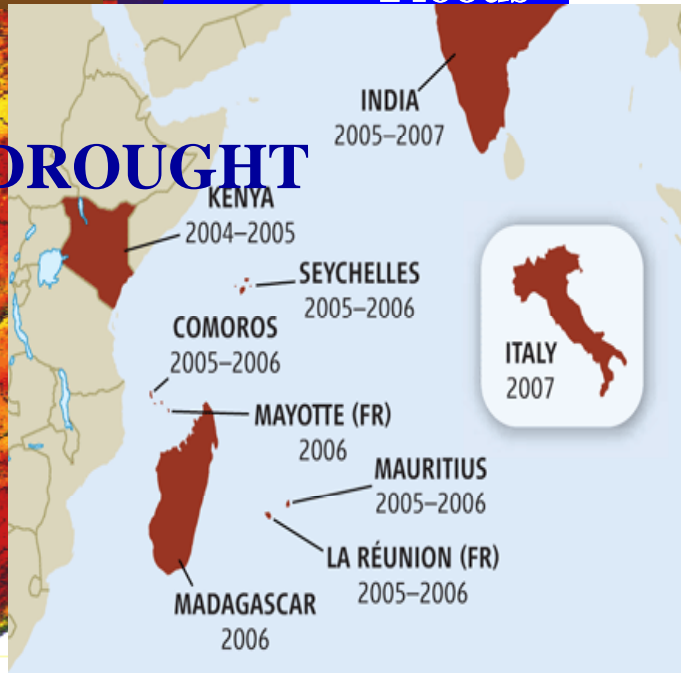 INDIA
2005–2007
DROUGHT
KENYA
2004–2005
SEYCHELLES
2005–2006
COMOROS
2005–2006
ITALY
2007
MAYOTTE (FR)
2006
MAURITIUS
2005–2006
LA RÉUNION (FR)
2005–2006
MADAGASCAR
2006